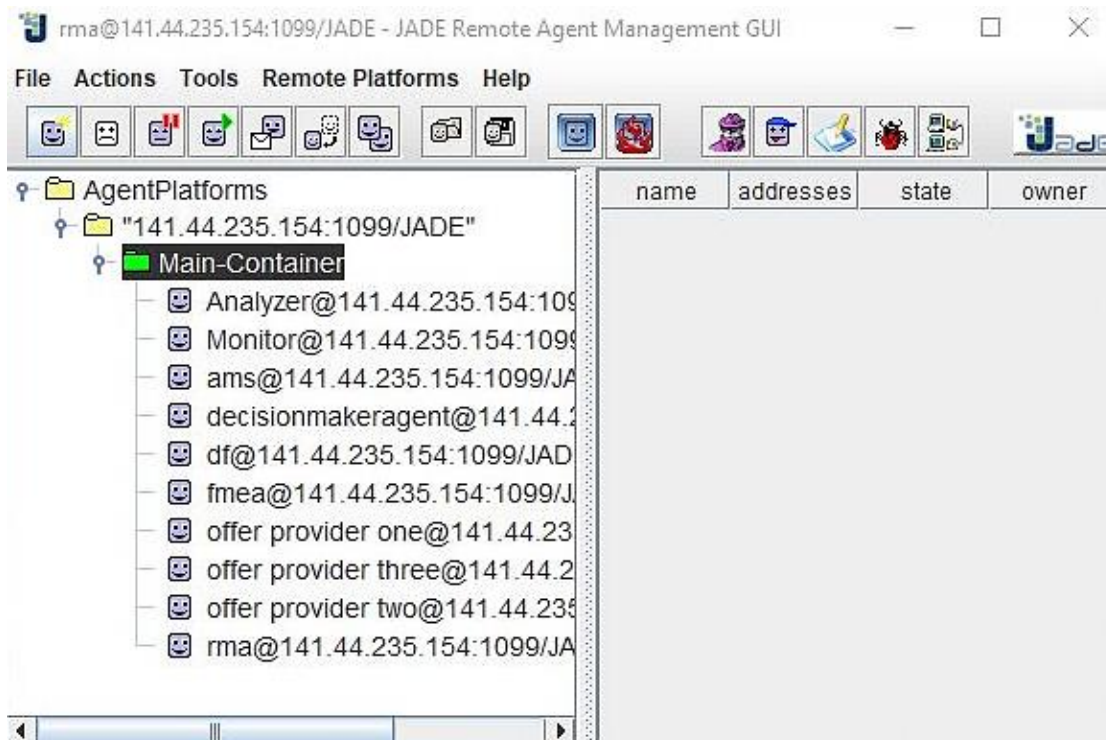 rma@141.44.235.154:1099/JADE - JADE Remote Agent Management GUI
File Actions Tools Remote Platforms Help
Jade
AgentPlatforms
name addresses state owner
"141.44.235.154:1099/JADE"
Main-Container
Analyzer@141.44.235.154:109
Monitor@141.44.235.154:1099
ams@141.44.235.154:1099/JA
decisionmakeragent@141.44.2
df@141.44.235.154:1099/JAD
fmea@141.44.235.154:1099/J
offer provider one@141.44.23
offer provider three@141.44.2
offer provider two@141.44.235
rma@141.44.235.154:1099/JA